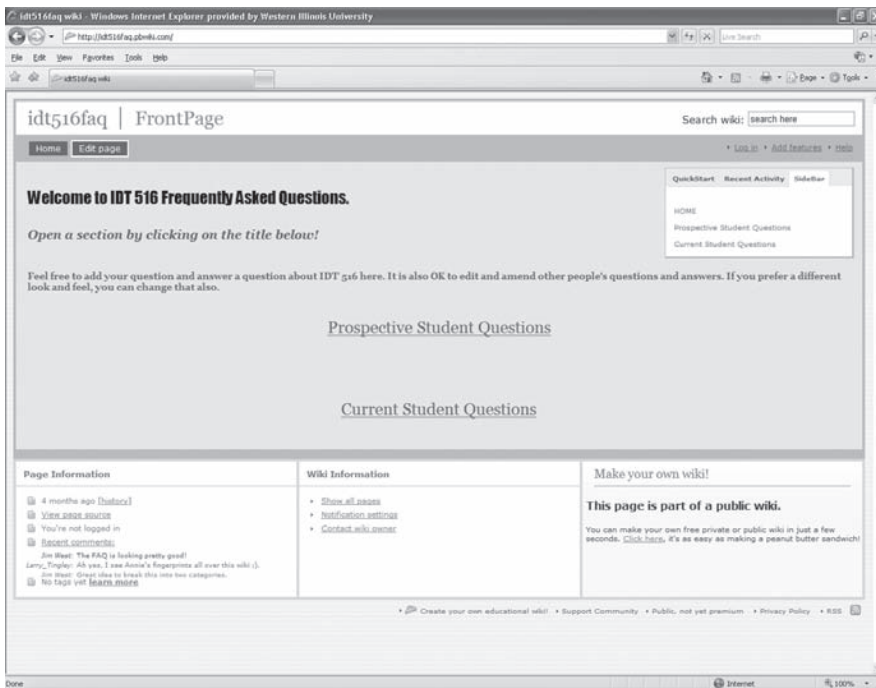 idt516faq wiki - Windows Internet Explorer provided by Western Illinois University
http://idt516faq.pbwiki.com/
Live Search
File Edit View Favorites Tools Help
idt516faq wiki
Page Tools
idt516faq | FrontPage
Search wiki: search here
Home Edit page
Log in Add features Help
QuickStart Recent Activity SideBar
HOME
Prospective Student Questions
Current Student Questions
Welcome to IDT 516 Frequently Asked Questions.
Open a section by clicking on the title below!
Feel free to add your question and answer a question about IDT 516 here. It is also OK to edit and amend other people's questions and answers. If you prefer a different
look and feel, you can change that also.
Prospective Student Questions
Current Student Questions
Page Information
4 months ago [history]
View page source
You're not logged in
Recent comments:
Jim West: The FAQ is looking pretty good!
Larry_Tingley: Ah yes, I see Annie's fingerprints all over this wiki :).
Jim West: Great idea to break this into two categories.
No tags yet learn more
Wiki Information
Show all pages
Notification settings
Contact wiki owner
Make your own wiki!
This page is part of a public wiki.
You can make your own free private or public wiki in just a few
seconds. Click here, it's as easy as making a peanut butter sandwich!
Create your own educational wiki! Support Community Public, not yet premium Privacy Policy RSS
Done
Internet
100%